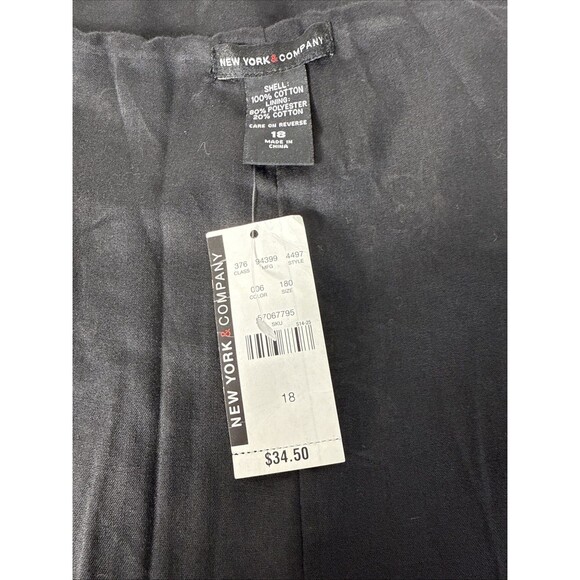 NEW YORK & COMPANY
SHELL:
100% COTTON
LINING:
80% POLYESTER
20% COTTON
CARE ON REVERSE
18
MADE IN
CHINA
NEW YORK & COMPANY
376 94399 4497
CLASS MFG STYLE
006 180
COLOR SIZE
67067795
SKU
18
$34.50